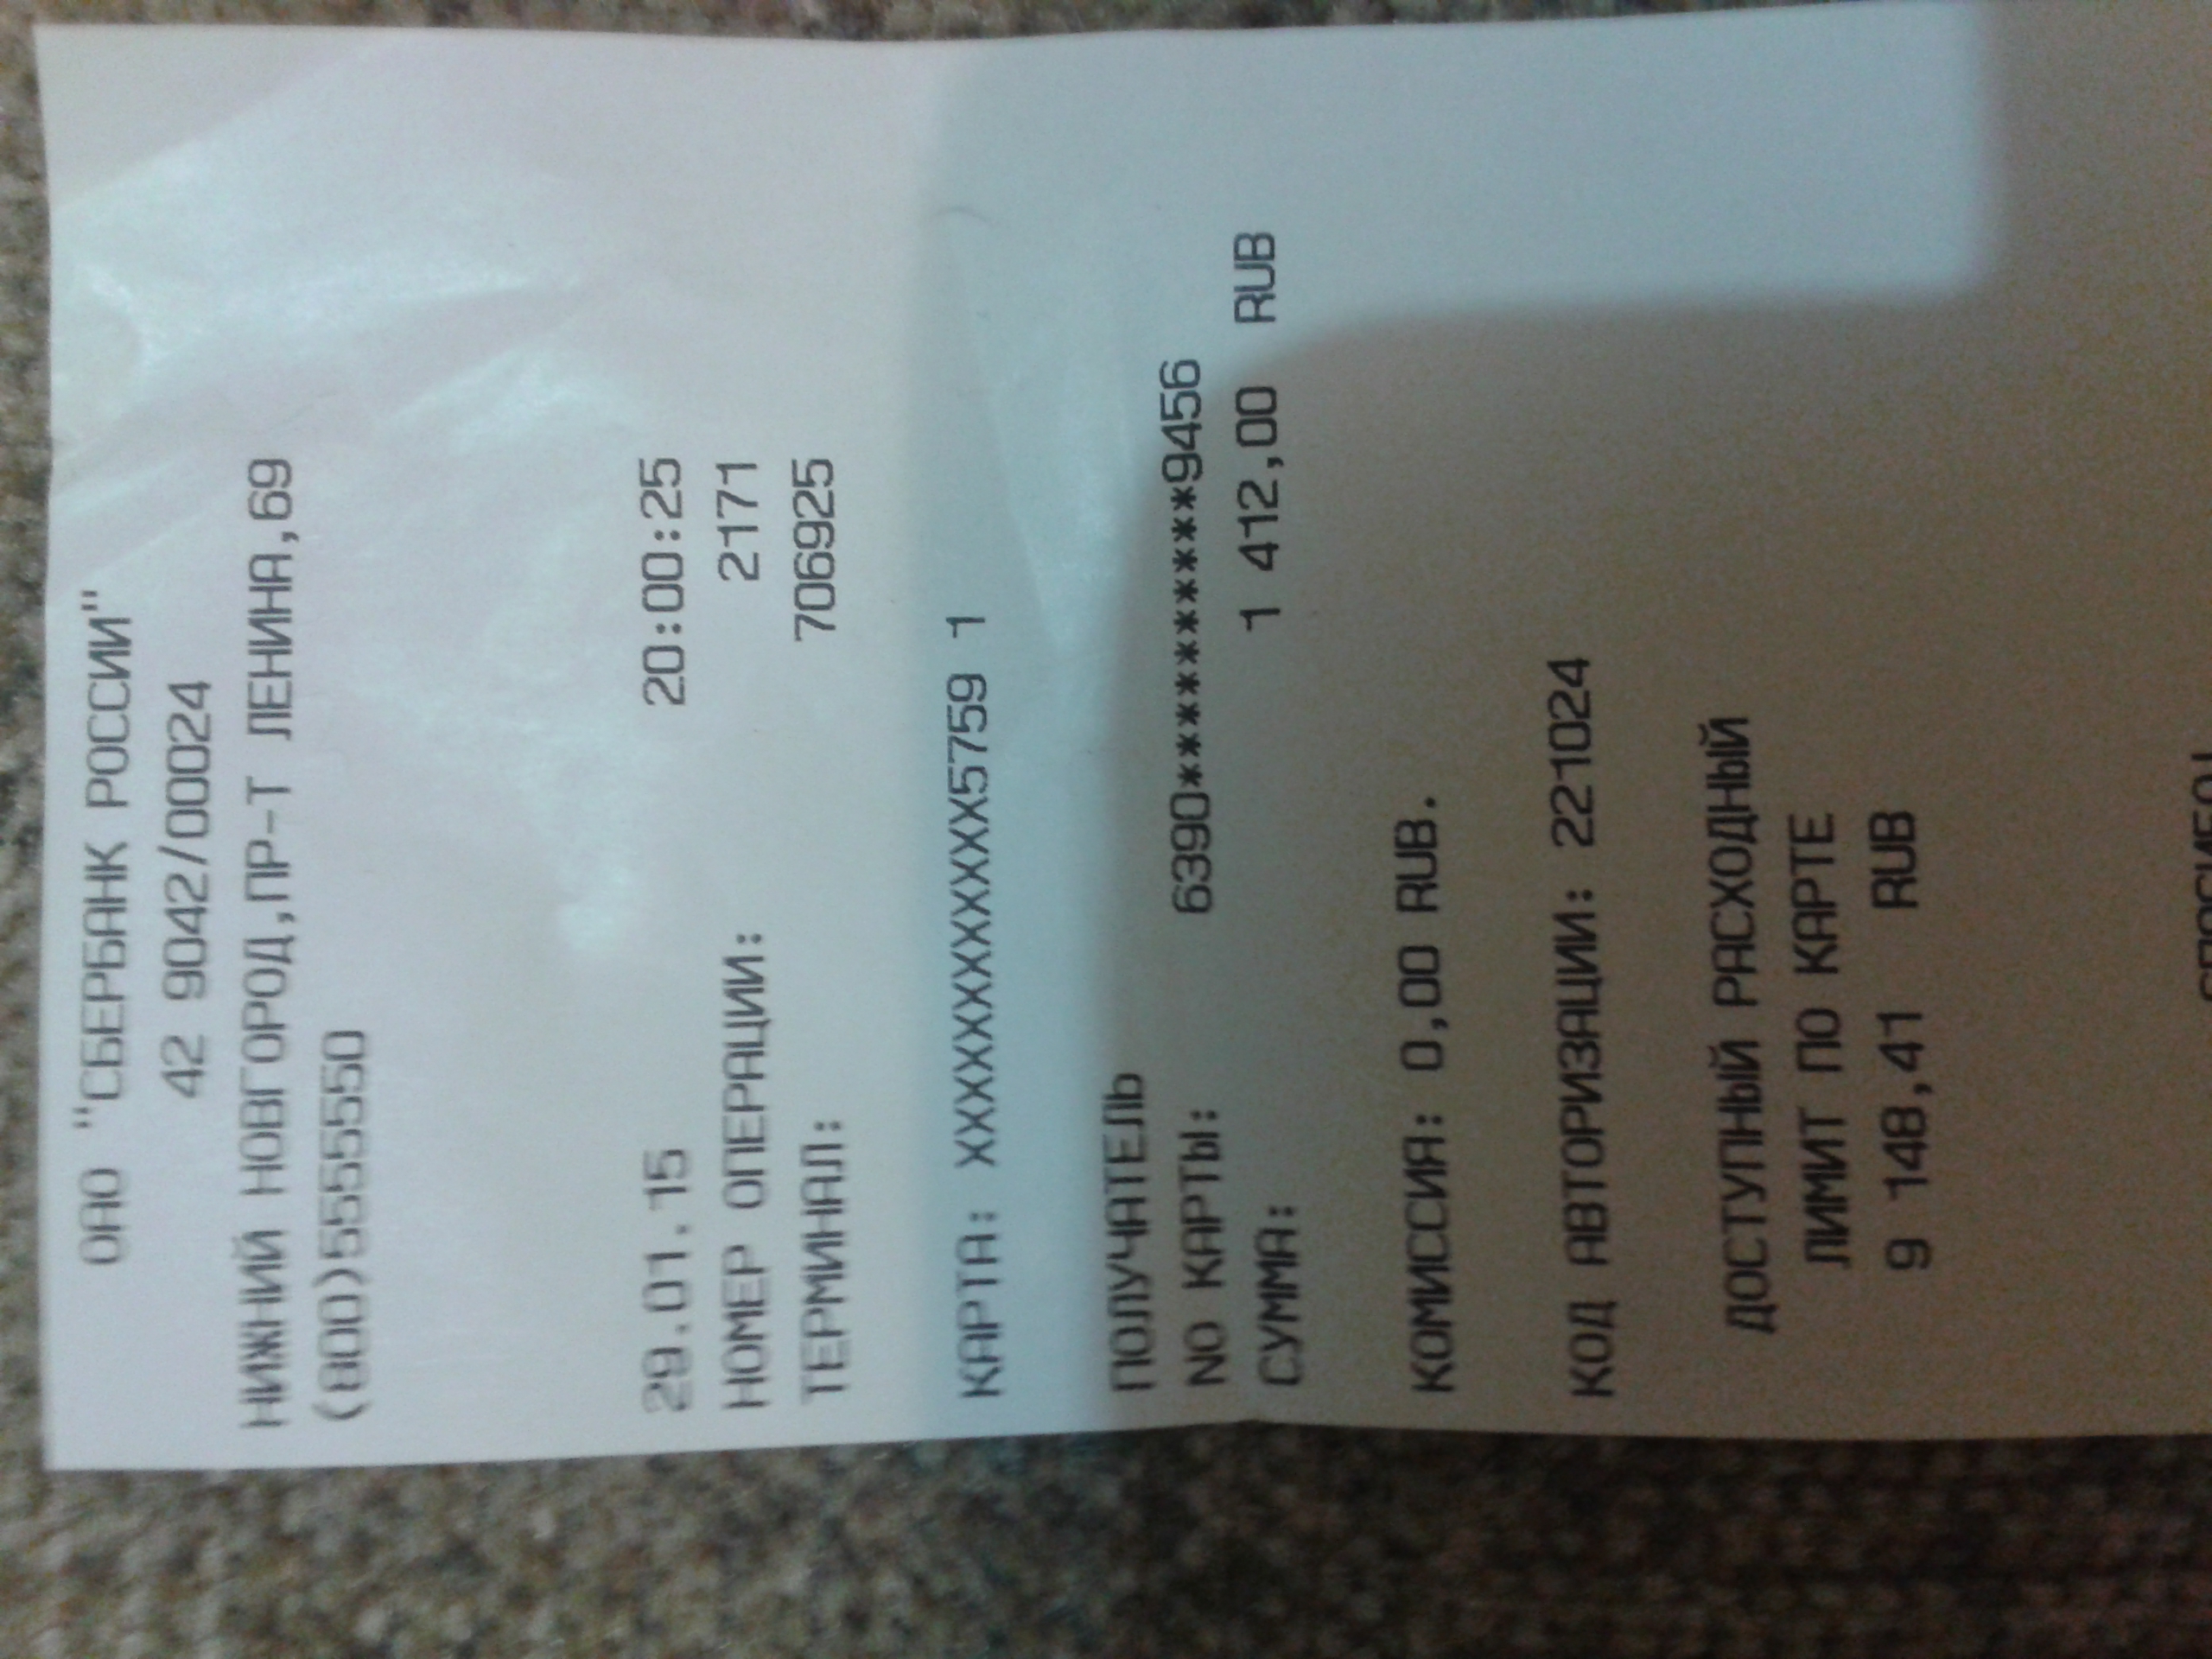 ОАО "СБЕРБАНК РОССИИ"
42 9042/00024
НИЖНИЙ НОВГОРОД,ПР-Т ЛЕНИНА,69
(800)5555550
29.01.15 20:00:25
НОМЕР ОПЕРАЦИИ: 2171
ТЕРМИНАЛ: 706925
КАРТА: XXXXXXXXXXXXXX5759 1
ПОЛУЧАТЕЛЬ
NO КАРТЫ: 6390**********9456
СУММА: 1 412,00 RUB
КОМИССИЯ: 0,00 RUB.
КОД АВТОРИЗАЦИИ: 221024
ДОСТУПНЫЙ РАСХОДНЫЙ
ЛИМИТ ПО КАРТЕ
9 148,41 RUB